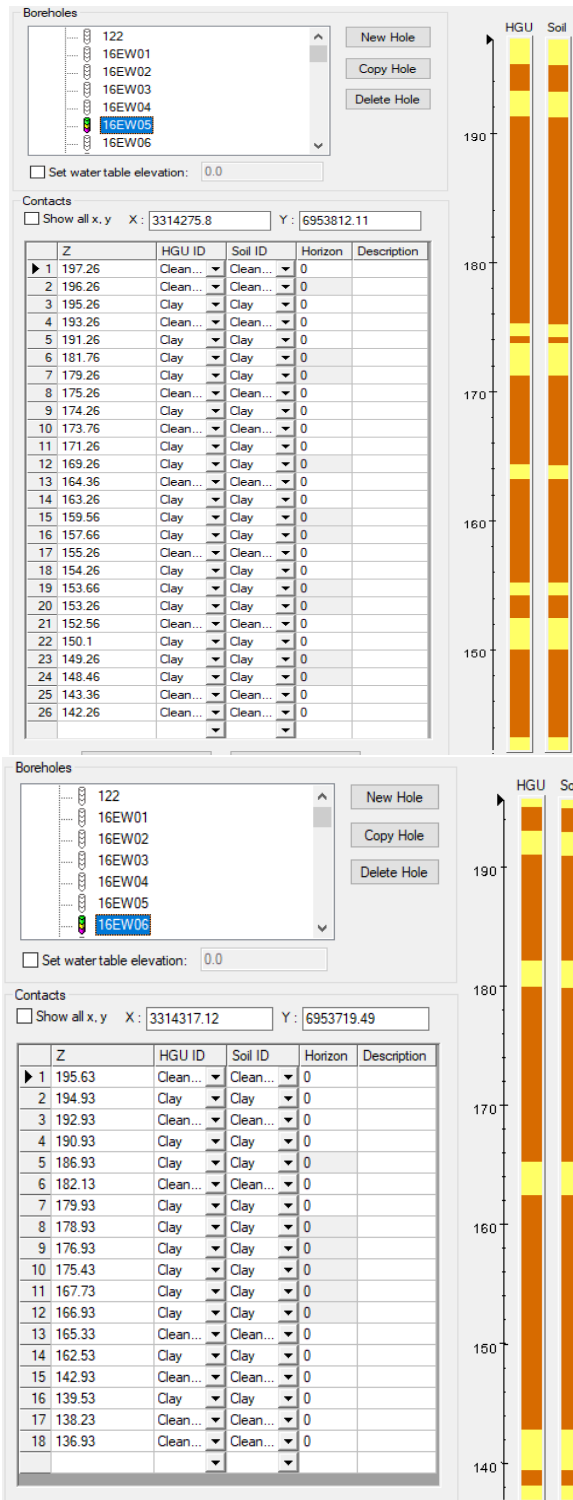 Boreholes
122
16EW01
16EW02
16EW03
16EW04
16EW05
16EW06
New Hole
Copy Hole
Delete Hole
Set water table elevation: 0.0
Contacts
Show all x, y X : 3314275.8 Y : 6953812.11
Z HGU ID Soil ID Horizon Description
1 197.26 Clean... Clean... 0
2 196.26 Clean... Clean... 0
3 195.26 Clay Clay 0
4 193.26 Clean... Clean... 0
5 191.26 Clay Clay 0
6 181.76 Clay Clay 0
7 179.26 Clay Clay 0
8 175.26 Clean... Clean... 0
9 174.26 Clay Clay 0
10 173.76 Clean... Clean... 0
11 171.26 Clay Clay 0
12 169.26 Clay Clay 0
13 164.36 Clean... Clean... 0
14 163.26 Clay Clay 0
15 159.56 Clay Clay 0
16 157.66 Clay Clay 0
17 155.26 Clean... Clean... 0
18 154.26 Clay Clay 0
19 153.66 Clay Clay 0
20 153.26 Clay Clay 0
21 152.56 Clean... Clean... 0
22 150.1 Clay Clay 0
23 149.26 Clay Clay 0
24 148.46 Clay Clay 0
25 143.36 Clean... Clean... 0
26 142.26 Clean... Clean... 0
HGU Soil
190
180
170
160
150
Boreholes
122
16EW01
16EW02
16EW03
16EW04
16EW05
16EW06
New Hole
Copy Hole
Delete Hole
Set water table elevation: 0.0
Contacts
Show all x, y X : 3314317.12 Y : 6953719.49
Z HGU ID Soil ID Horizon Description
1 195.63 Clean... Clean... 0
2 194.93 Clay Clay 0
3 192.93 Clean... Clean... 0
4 190.93 Clay Clay 0
5 186.93 Clay Clay 0
6 182.13 Clean... Clean... 0
7 179.93 Clay Clay 0
8 178.93 Clay Clay 0
9 176.93 Clay Clay 0
10 175.43 Clay Clay 0
11 167.73 Clay Clay 0
12 166.93 Clay Clay 0
13 165.33 Clean... Clean... 0
14 162.53 Clay Clay 0
15 142.93 Clean... Clean... 0
16 139.53 Clay Clay 0
17 138.23 Clean... Clean... 0
18 136.93 Clean... Clean... 0
HGU So
190
180
170
160
150
140